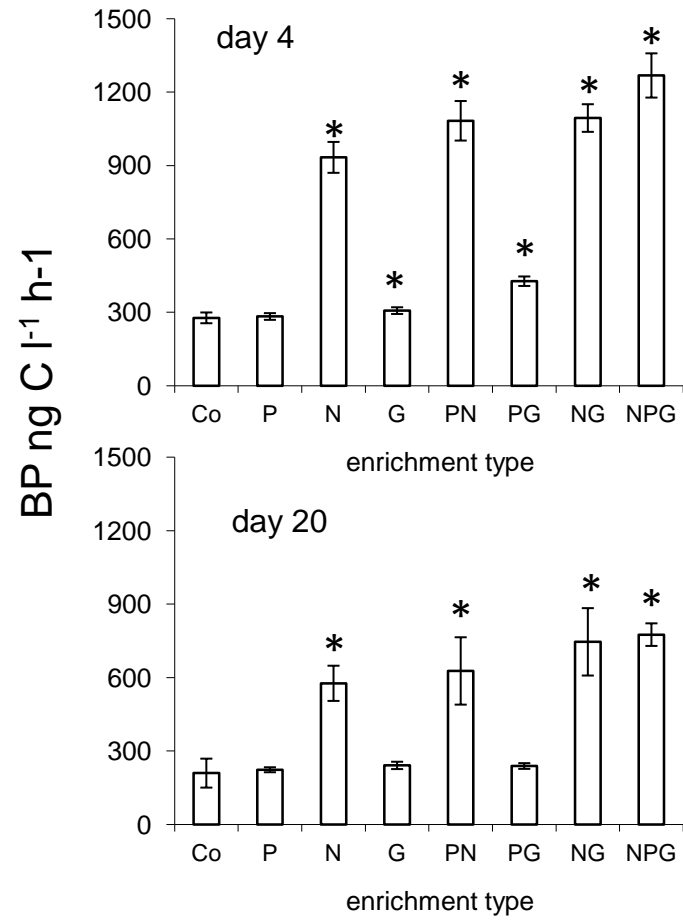 BP ng C l-1 h-1
day 4
1500
1200
900
600
300
0
* * * * * *
Co P N G PN PG NG NPG
enrichment type
day 20
1500
1200
900
600
300
0
* * * *
Co P N G PN PG NG NPG
enrichment type